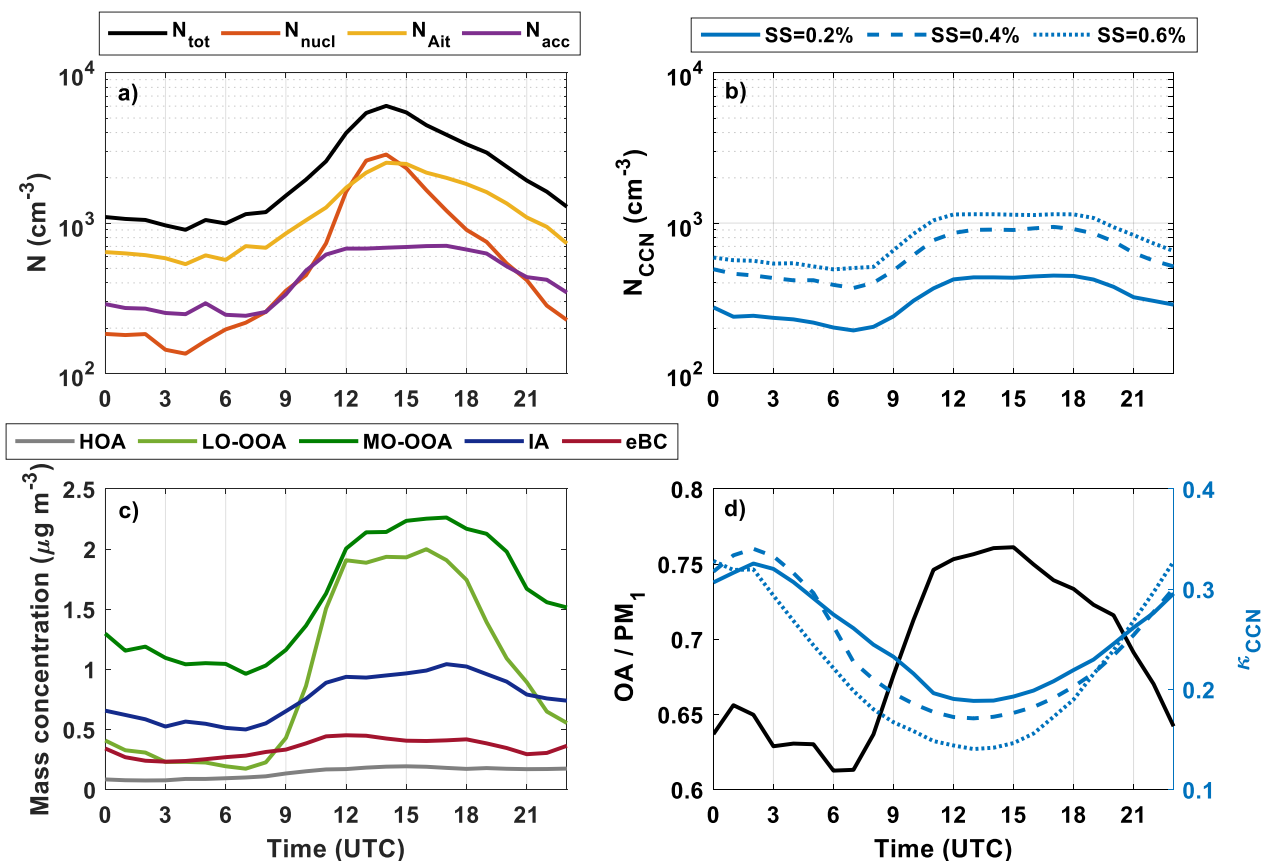 N_tot N_nucl N_Ait N_acc
SS=0.2% SS=0.4% SS=0.6%
a)
N (cm^-3)
10^4
10^3
10^2
0 3 6 9 12 15 18 21
b)
N_CCN (cm^-3)
10^4
10^3
10^2
0 3 6 9 12 15 18 21
HOA LO-OOA MO-OOA IA eBC
c)
Mass concentration (μg m^-3)
2.5
2
1.5
1
0.5
0
0 3 6 9 12 15 18 21
Time (UTC)
d)
OA / PM_1
0.8
0.75
0.7
0.65
0.6
0.4
0.3
0.2
0.1
κ_CCN
0 3 6 9 12 15 18 21
Time (UTC)